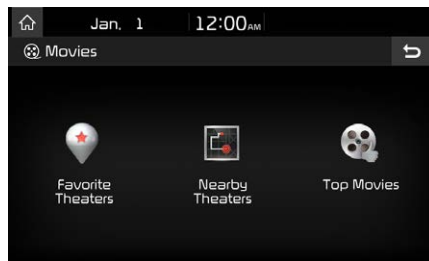 Jan. 1 12:00AM
Movies
Favorite
Theaters
Nearby
Theaters
Top Movies